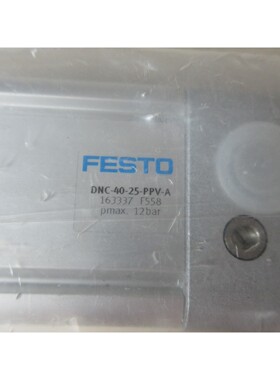 FESTO
DNC-40-25-PPV-A
163337 F558
pmax. 12bar